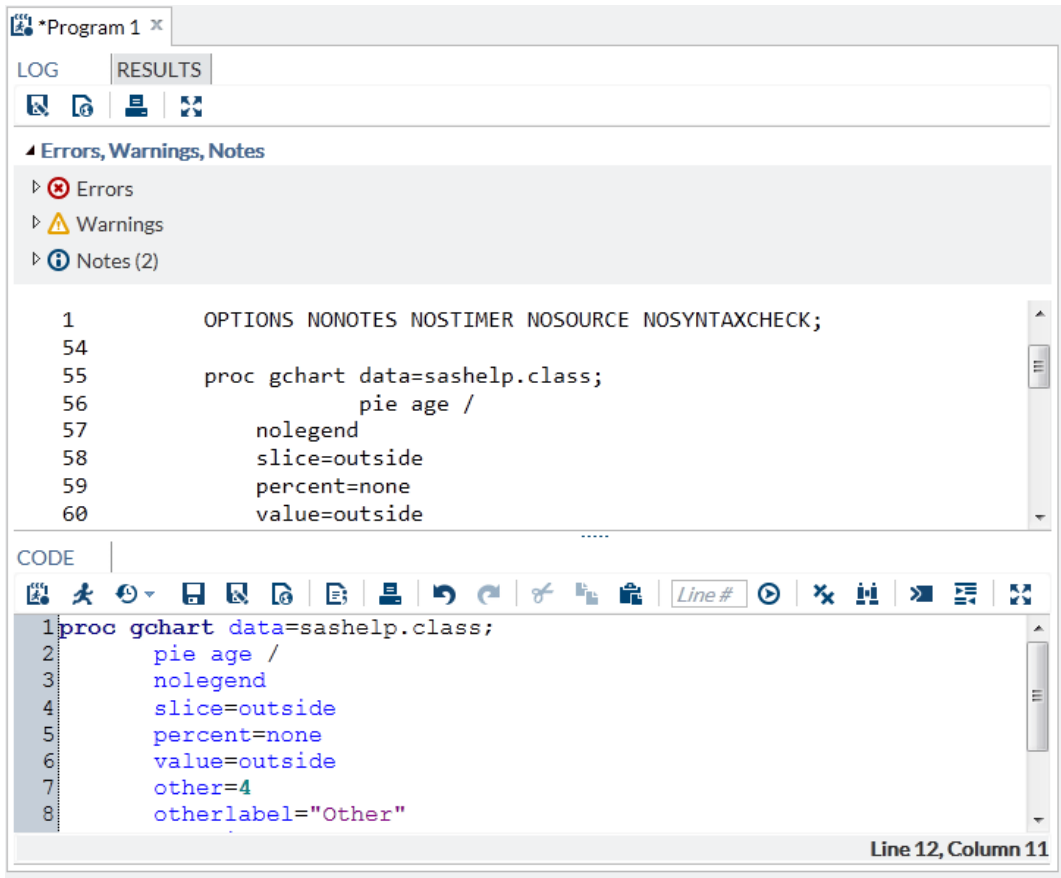 *Program 1 ×
LOG RESULTS
Errors, Warnings, Notes
Errors
Warnings
Notes (2)
1 OPTIONS NONOTES NOSTIMER NOSOURCE NOSYNTAXCHECK;
54
55 proc gchart data=sashelp.class;
56 pie age /
57 nolegend
58 slice=outside
59 percent=none
60 value=outside
CODE
Line #
1 proc gchart data=sashelp.class;
2 pie age /
3 nolegend
4 slice=outside
5 percent=none
6 value=outside
7 other=4
8 otherlabel="Other"
Line 12, Column 11